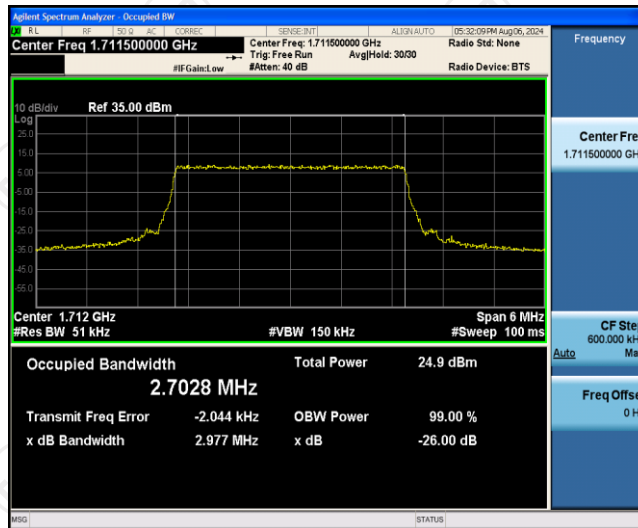 Agilent Spectrum Analyzer - Occupied BW
RL RF 50 Ω AC CORREC SENSE:INT ALIGN AUTO 05:32:09 PM Aug 06, 2024
Center Freq 1.711500000 GHz Center Freq: 1.711500000 GHz Radio Std: None
Trig: Free Run Avg|Hold: 30/30
#IFGain:Low #Atten: 40 dB Radio Device: BTS
10 dB/div Ref 35.00 dBm
Log
25.0
15.0
5.00
-5.00
-15.0
-25.0
-35.0
-45.0
-55.0
Center 1.712 GHz Span 6 MHz
#Res BW 51 kHz #VBW 150 kHz #Sweep 100 ms
Occupied Bandwidth Total Power 24.9 dBm
2.7028 MHz
Transmit Freq Error -2.044 kHz OBW Power 99.00 %
x dB Bandwidth 2.977 MHz x dB -26.00 dB
Frequency
Center Fre
1.711500000 GH
CF Ste
600.000 kH
Auto Ma
Freq Offse
0 H
MSG STATUS